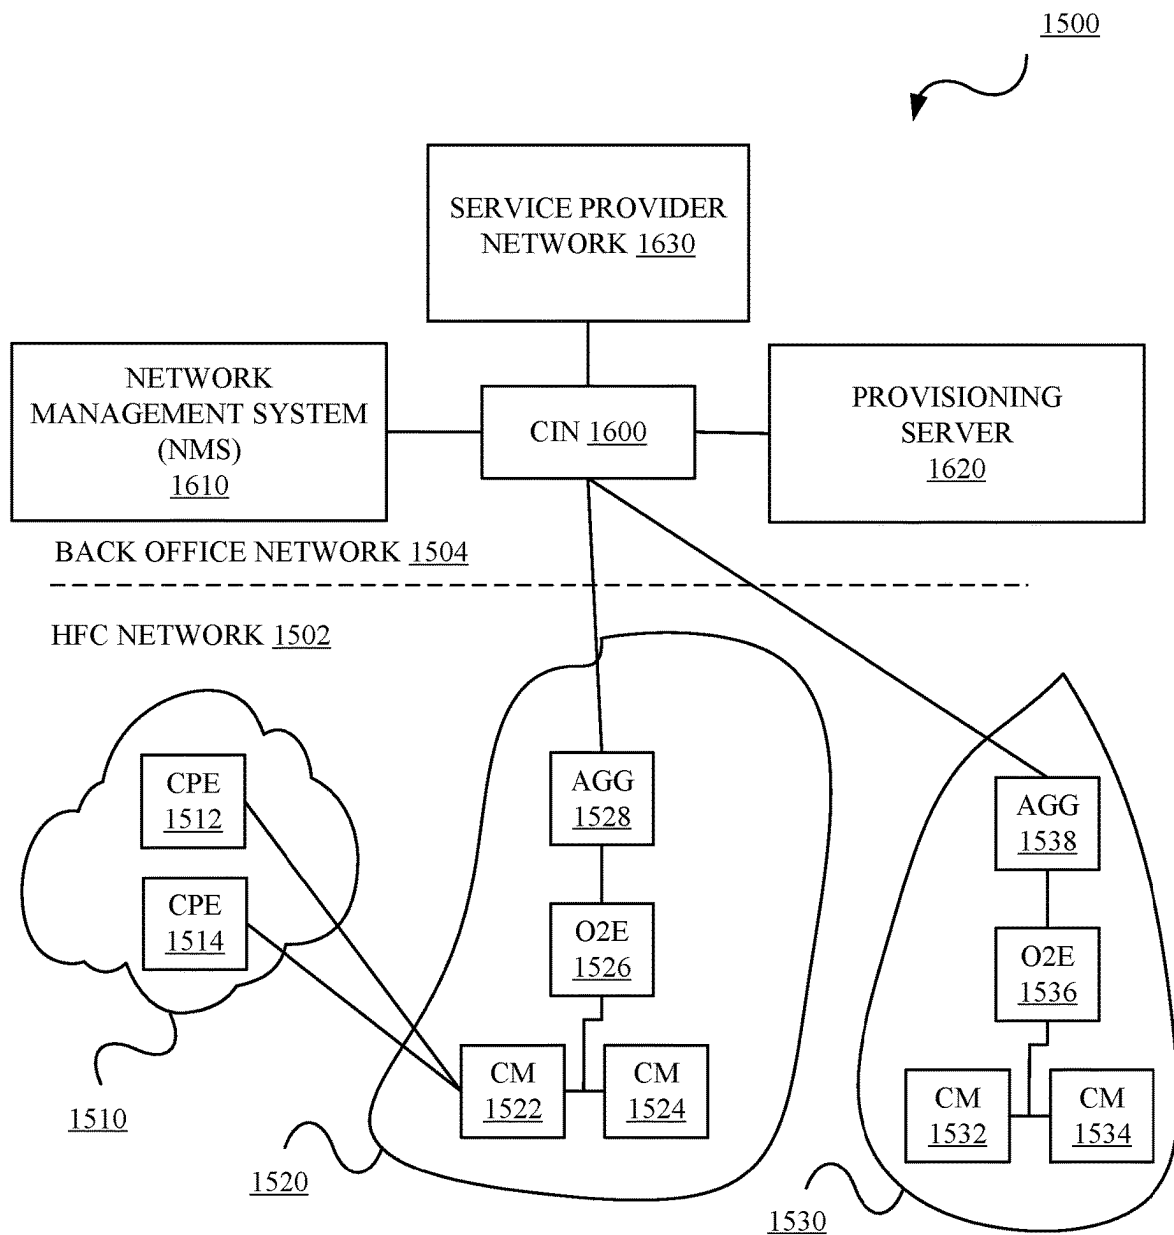 1500
SERVICE PROVIDER
NETWORK 1630
NETWORK
MANAGEMENT SYSTEM
(NMS)
1610
CIN 1600
PROVISIONING
SERVER
1620
BACK OFFICE NETWORK 1504
HFC NETWORK 1502
CPE
1512
CPE
1514
1510
AGG
1528
O2E
1526
CM
1522
CM
1524
1520
AGG
1538
O2E
1536
CM
1532
CM
1534
1530